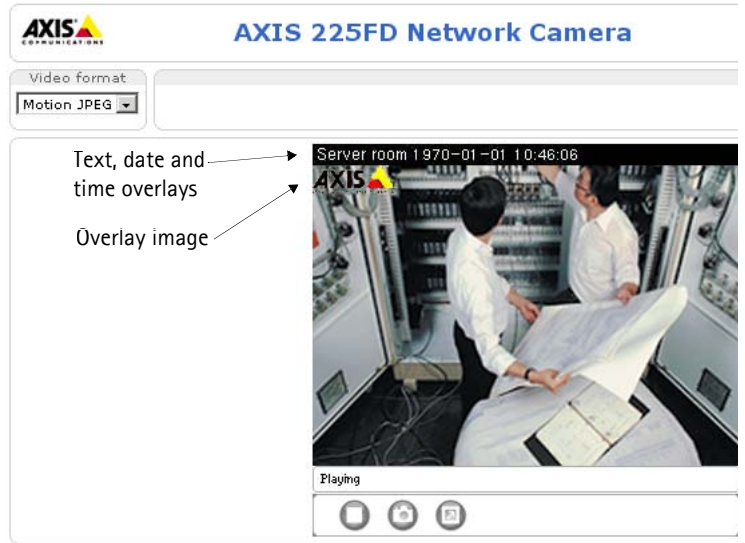 AXIS
COMMUNICATIONS
AXIS 225FD Network Camera
Video format
Motion JPEG
Text, date and
time overlays
Overlay image
Server room 1970-01-01 10:46:06
AXIS
Playing